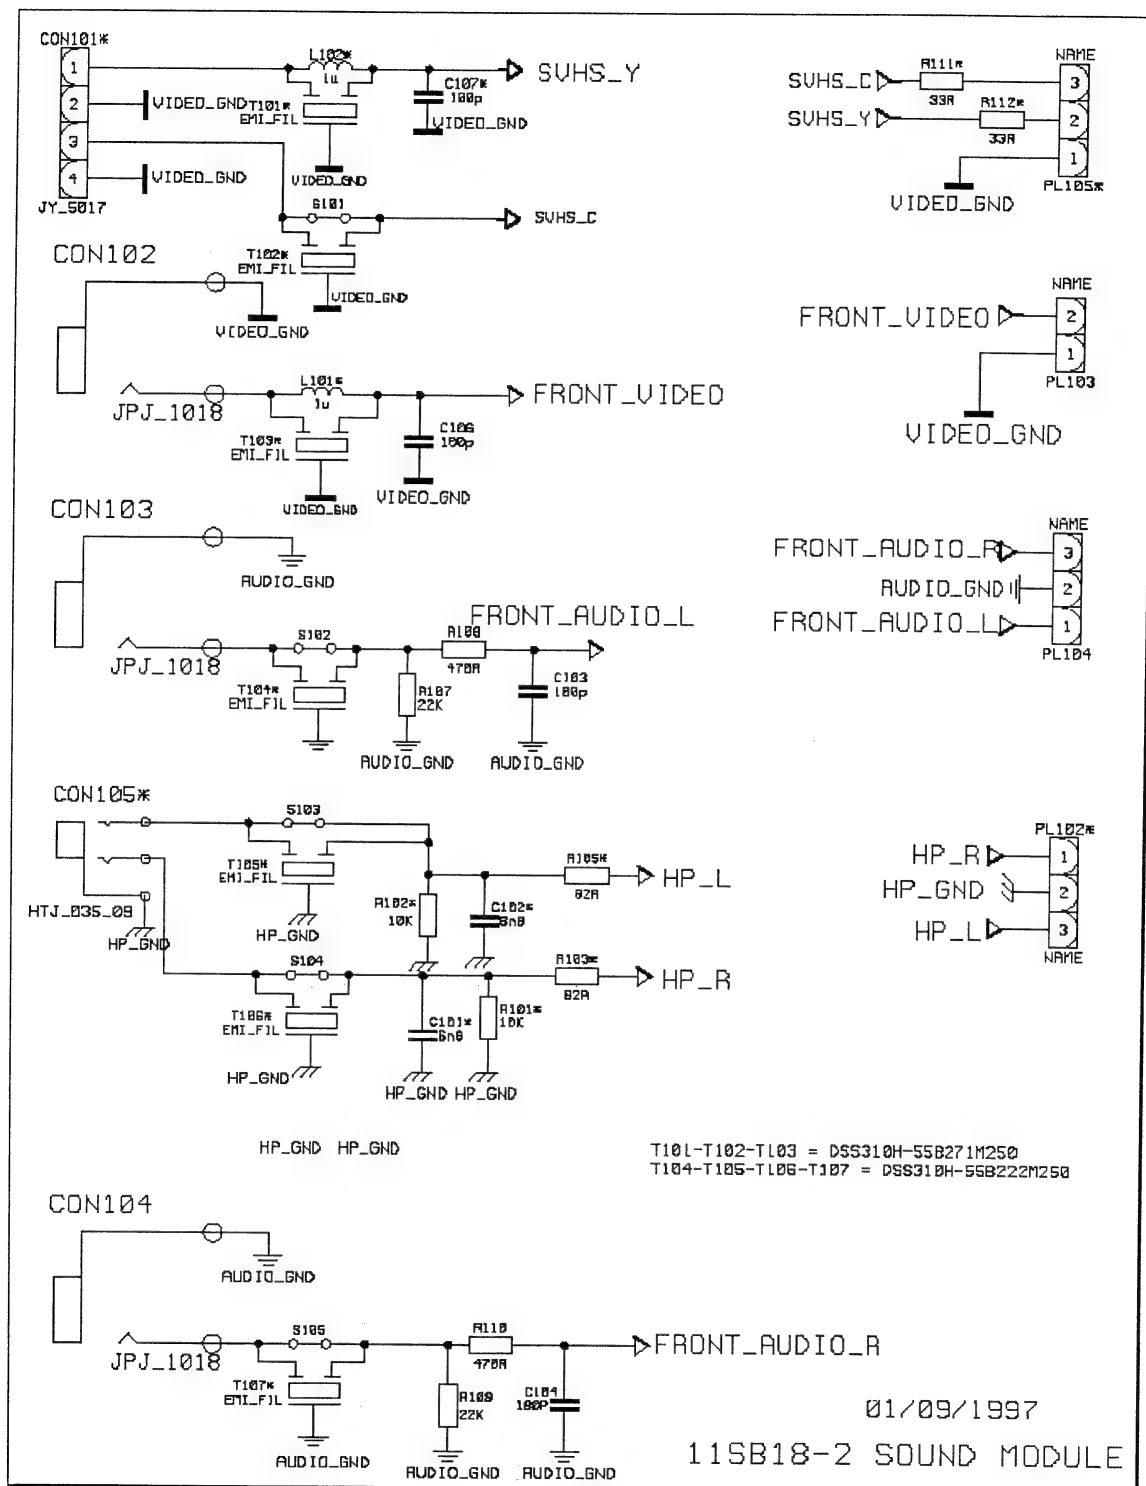 CON101*
1
2
3
4
JY_5017
VIDEO_GND
VIDEO_GND
L102*
1u
T101*
EMI_FIL
VIDEO_GND
C107*
100p
VIDEO_GND
SVHS_Y
S101
T102*
EMI_FIL
VIDEO_GND
SVHS_C
SVHS_C
R111*
33R
SVHS_Y
R112*
33R
NAME
3
2
1
PL105*
VIDEO_GND
CON102
VIDEO_GND
JPJ_1018
L101*
1u
T103*
EMI_FIL
VIDEO_GND
C106
100p
VIDEO_GND
FRONT_VIDEO
FRONT_VIDEO
NAME
2
1
PL103
VIDEO_GND
CON103
AUDIO_GND
JPJ_1018
S102
T104*
EMI_FIL
R107
22K
AUDIO_GND
R108
470R
FRONT_AUDIO_L
C103
100p
AUDIO_GND
NAME
FRONT_AUDIO_R
3
AUDIO_GND
2
FRONT_AUDIO_L
1
PL104
CON105*
HTJ_035_09
HP_GND
S103
T105*
EMI_FIL
HP_GND
R102*
10K
C102*
6n8
R105*
82R
HP_L
S104
T106*
EMI_FIL
HP_GND
C101*
6n8
HP_GND
R101*
10K
HP_GND
R103*
82R
HP_R
PL102*
HP_R
1
HP_GND
2
HP_L
3
NAME
HP_GND HP_GND
T101-T102-T103 = DSS310H-55B271M250
T104-T105-T106-T107 = DSS310H-55B222M250
CON104
AUDIO_GND
JPJ_1018
S105
T107*
EMI_FIL
AUDIO_GND
R109
22K
AUDIO_GND
R110
470R
C104
100P
AUDIO_GND
FRONT_AUDIO_R
01/09/1997
11SB18-2 SOUND MODULE